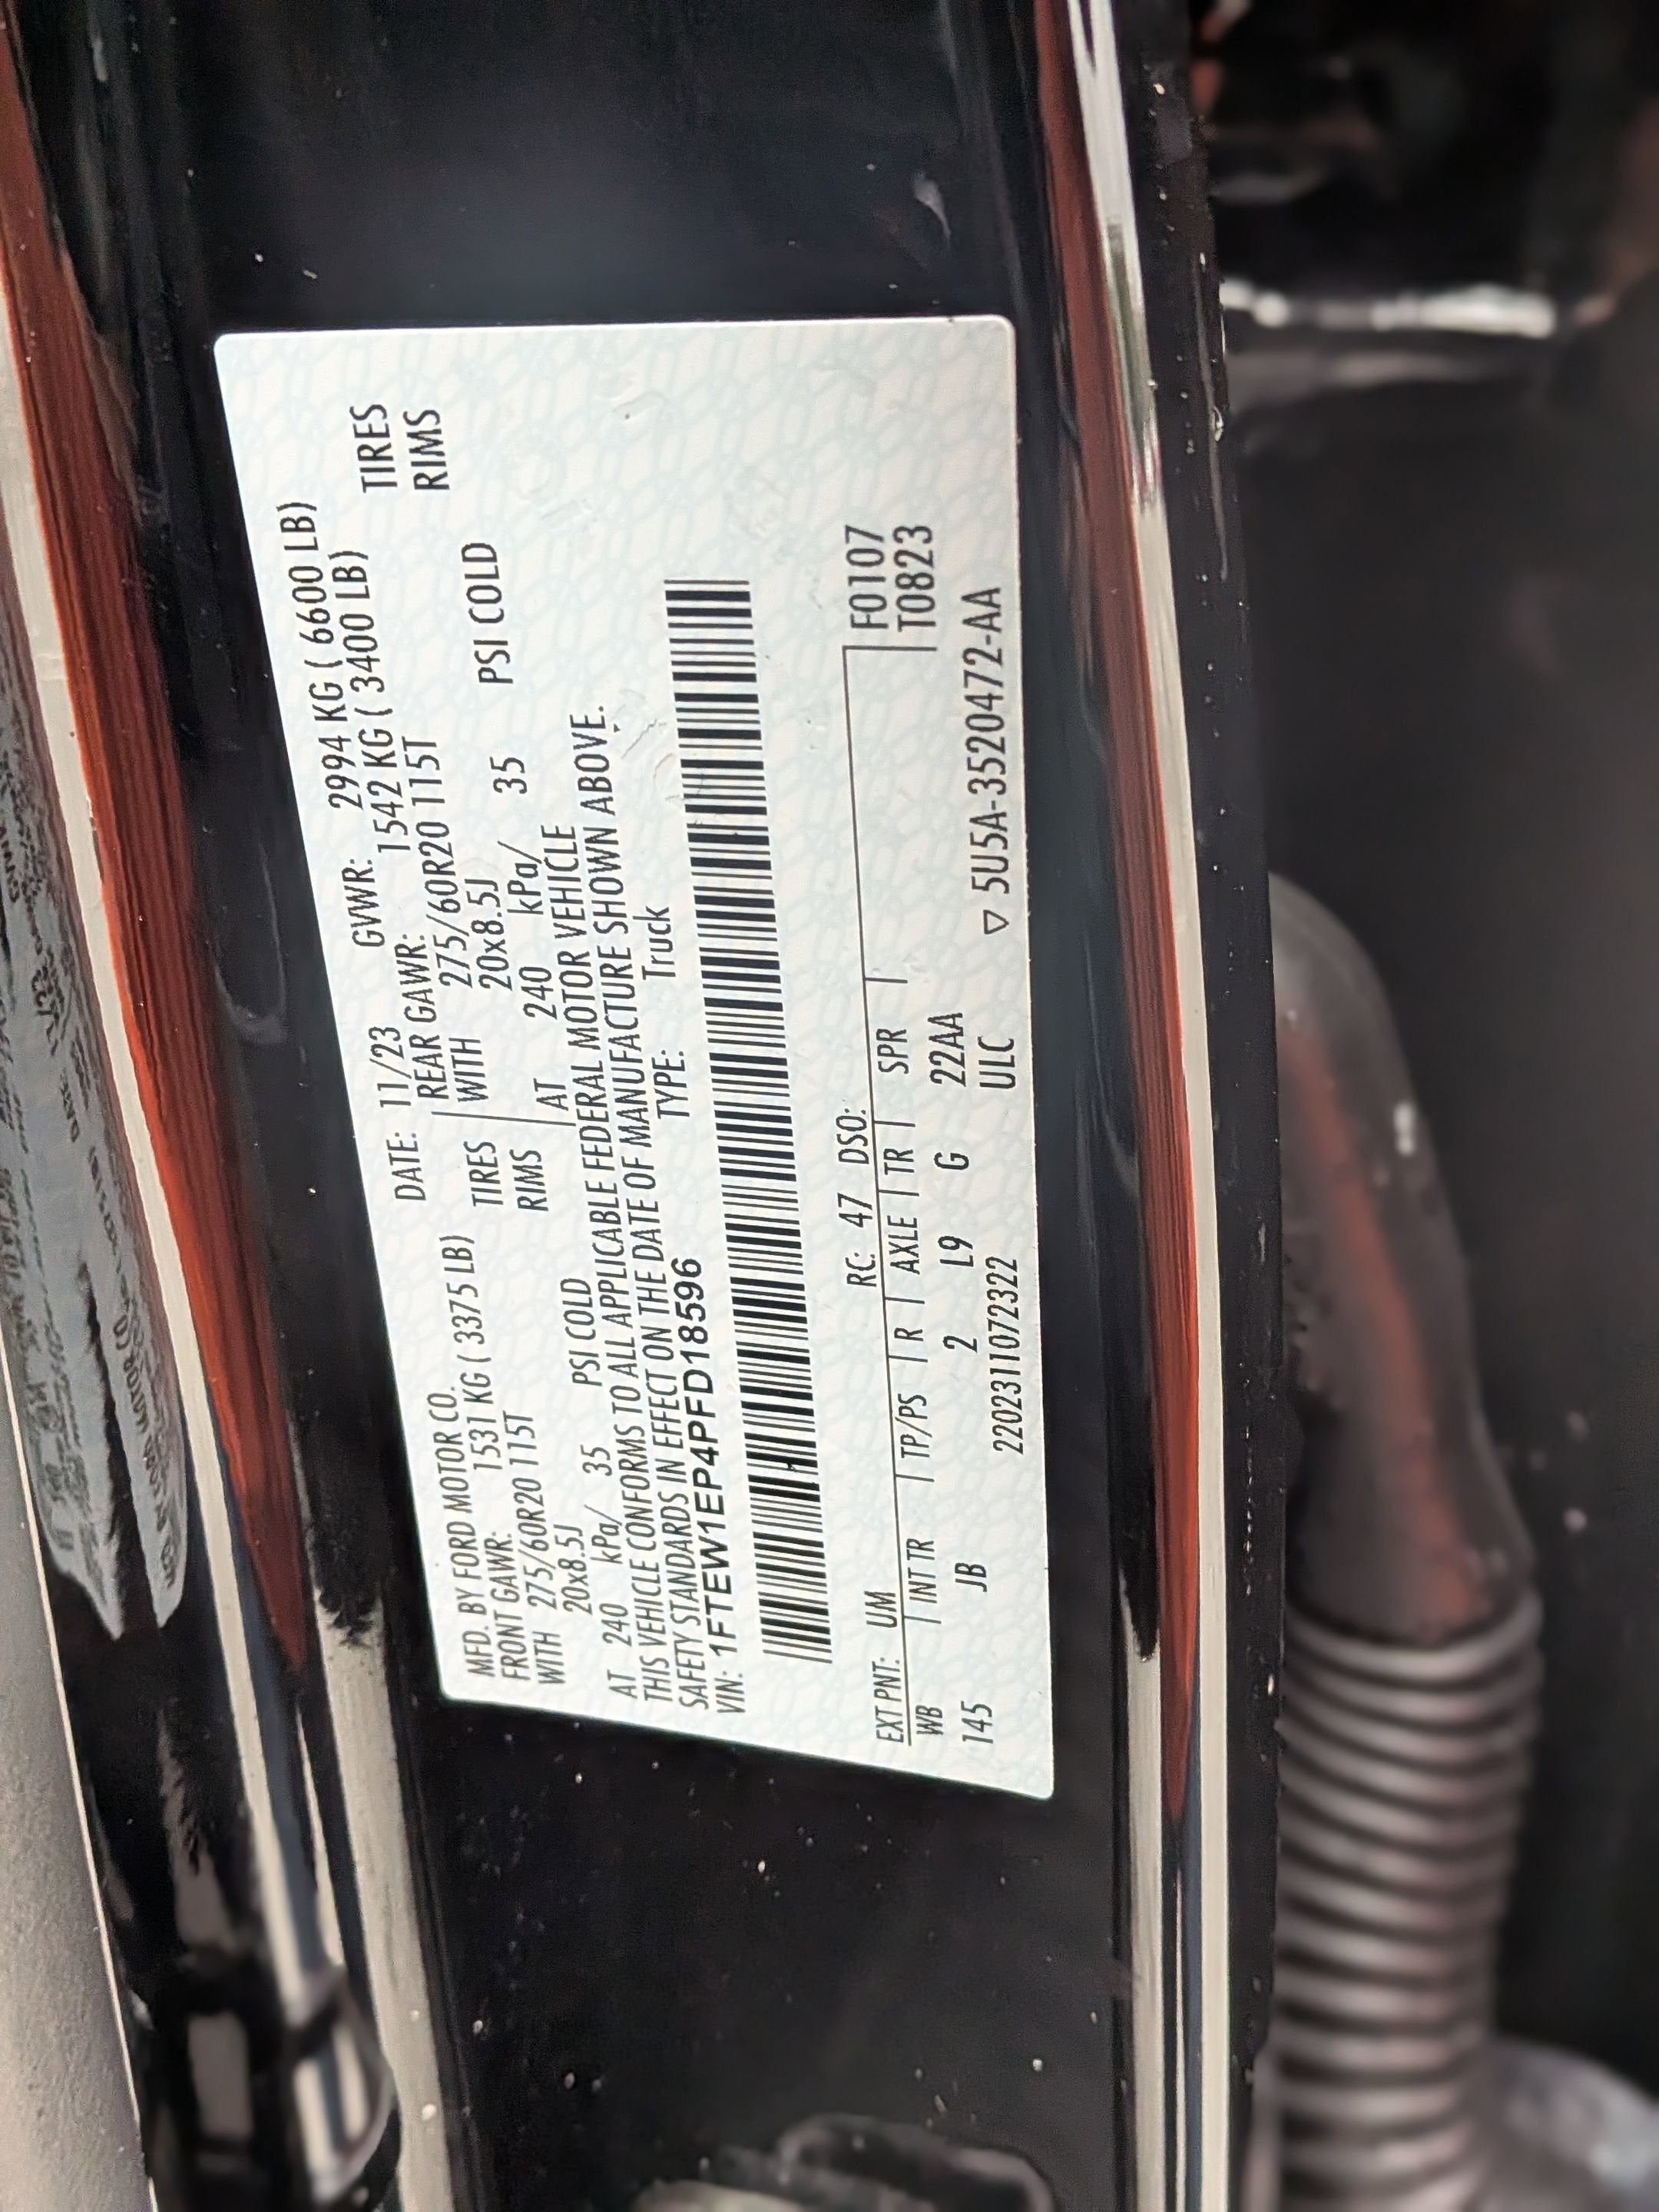 MFD. BY FORD MOTOR CO.
DATE: 11/23 GVWR: 2994 KG ( 6600 LB)
FRONT GAWR: 1531 KG ( 3375 LB) REAR GAWR: 1542 KG ( 3400 LB)
WITH 275/60R20 115T TIRES WITH 275/60R20 115T TIRES
20x8.5J RIMS 20x8.5J RIMS
AT 240 kPa/ 35 PSI COLD AT 240 kPa/ 35 PSI COLD
THIS VEHICLE CONFORMS TO ALL APPLICABLE FEDERAL MOTOR VEHICLE
SAFETY STANDARDS IN EFFECT ON THE DATE OF MANUFACTURE SHOWN ABOVE.
VIN: 1FTEW1EP4PFD18596 TYPE: Truck
EXT PNT: UM RC: 47 DSO:
F0107
WB INT TR TP/PS R AXLE TR SPR
T0823
145 JB 2 L9 G 22AA
2202311072322 ULC ▽ 5U5A-3520472-AA